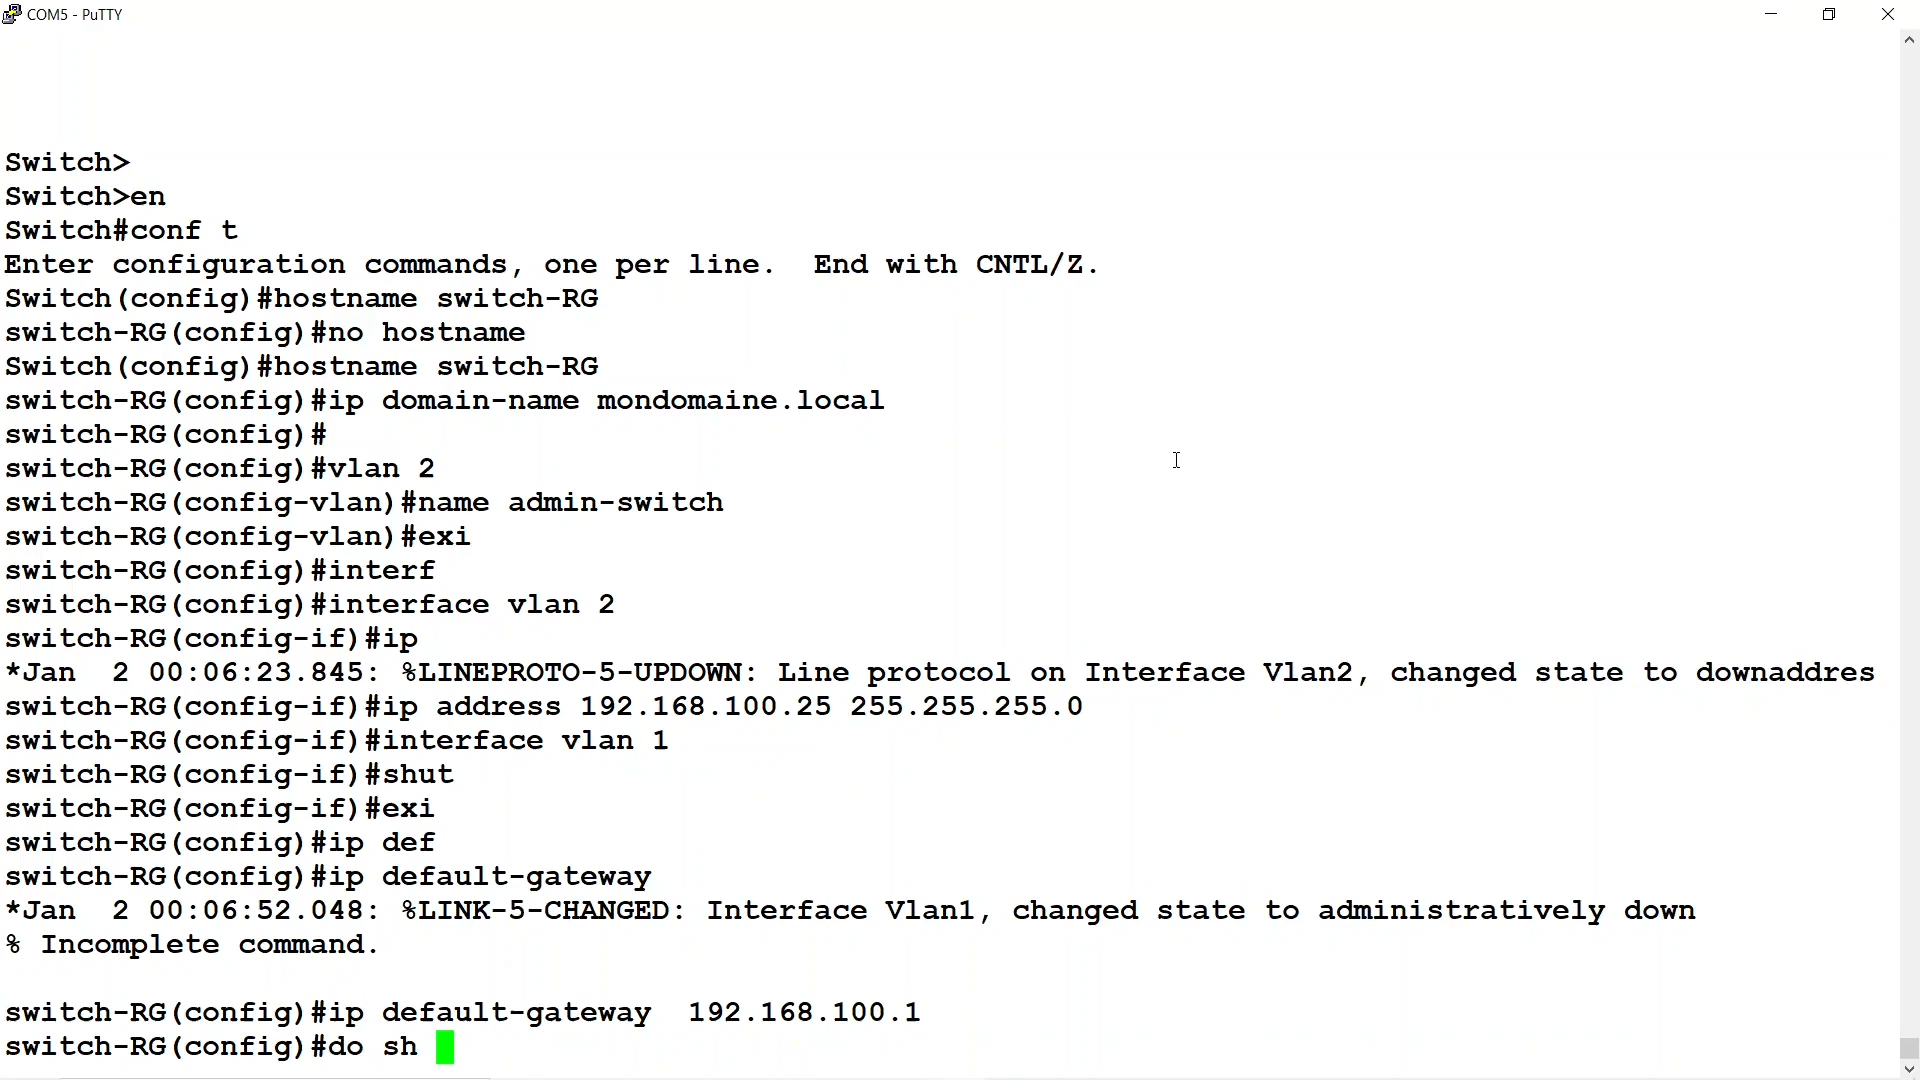 COM5 - PuTTY
Switch>
Switch>en
Switch#conf t
Enter configuration commands, one per line.  End with CNTL/Z.
Switch(config)#hostname switch-RG
switch-RG(config)#no hostname
Switch(config)#hostname switch-RG
switch-RG(config)#ip domain-name mondomaine.local
switch-RG(config)#
switch-RG(config)#vlan 2
switch-RG(config-vlan)#name admin-switch
switch-RG(config-vlan)#exi
switch-RG(config)#interf
switch-RG(config)#interface vlan 2
switch-RG(config-if)#ip
*Jan  2 00:06:23.845: %LINEPROTO-5-UPDOWN: Line protocol on Interface Vlan2, changed state to downaddres
switch-RG(config-if)#ip address 192.168.100.25 255.255.255.0
switch-RG(config-if)#interface vlan 1
switch-RG(config-if)#shut
switch-RG(config-if)#exi
switch-RG(config)#ip def
switch-RG(config)#ip default-gateway
*Jan  2 00:06:52.048: %LINK-5-CHANGED: Interface Vlan1, changed state to administratively down
% Incomplete command.
switch-RG(config)#ip default-gateway  192.168.100.1
switch-RG(config)#do sh